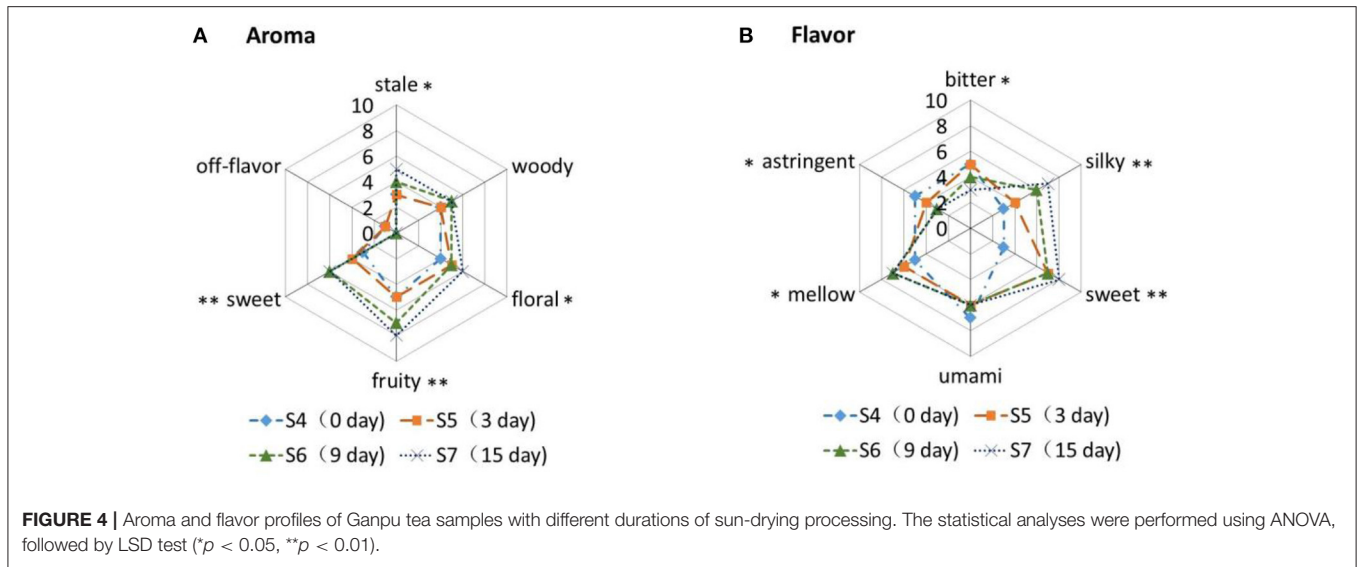 A Aroma
stale *
10
8
6
4
2
0
off-flavor
woody
** sweet
floral *
fruity **
S4（0 day)
S5（3 day)
S6（9 day)
S7（15 day)
B Flavor
bitter *
10
8
6
4
2
0
* astringent
silky **
* mellow
sweet **
umami
S4（0 day)
S5（3 day)
S6（9 day)
S7（15 day)
FIGURE 4 | Aroma and flavor profiles of Ganpu tea samples with different durations of sun-drying processing. The statistical analyses were performed using ANOVA,
followed by LSD test (*p < 0.05, **p < 0.01).